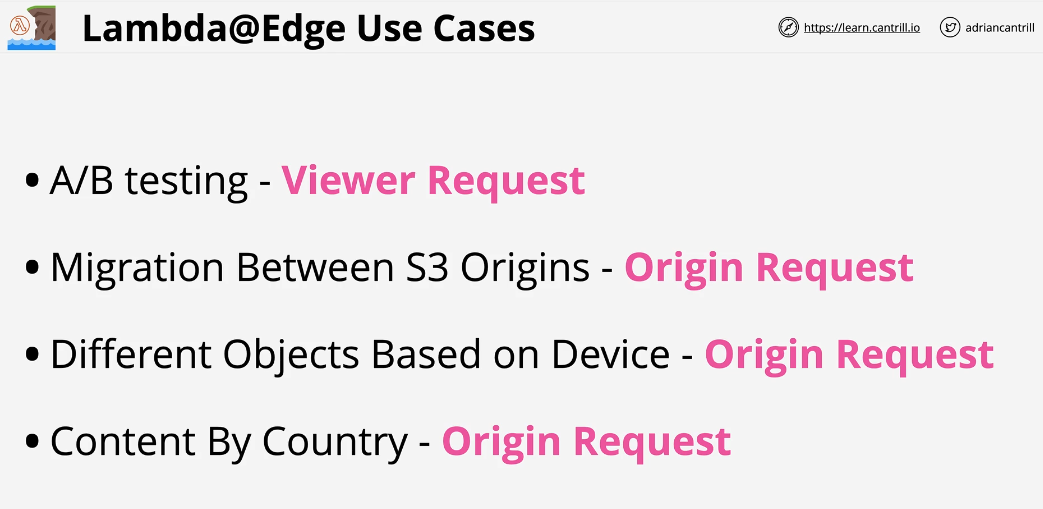 Lambda@Edge Use Cases
https://learn.cantrill.io
adriancantrill
• A/B testing - Viewer Request
• Migration Between S3 Origins - Origin Request
• Different Objects Based on Device - Origin Request
• Content By Country - Origin Request